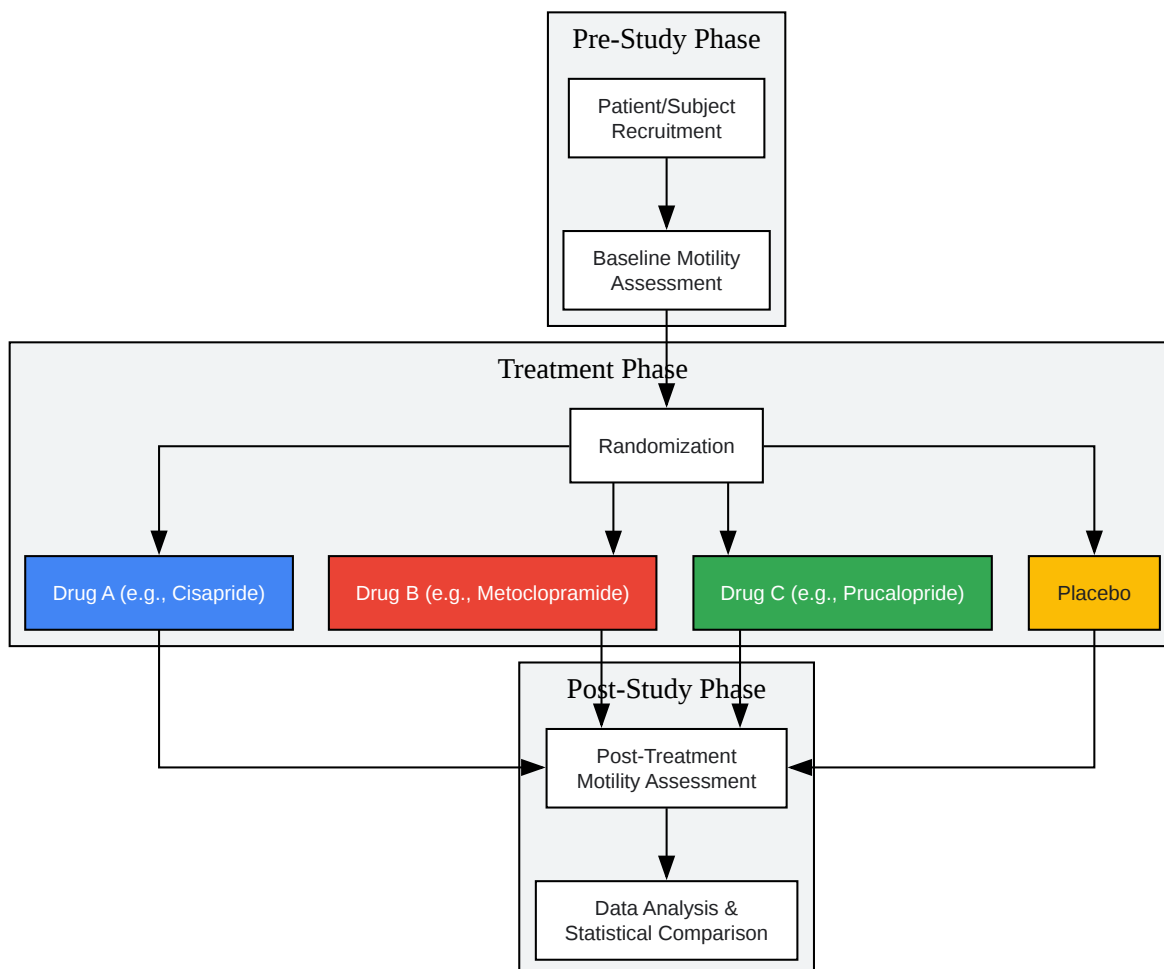 Pre-Study Phase
Patient/Subject
Recruitment
Baseline Motility
Assessment
Treatment Phase
Randomization
Drug A (e.g., Cisapride)
Drug B (e.g., Metoclopramide)
Drug C (e.g., Prucalopride)
Placebo
Post-Study Phase
Post-Treatment
Motility Assessment
Data Analysis &
Statistical Comparison